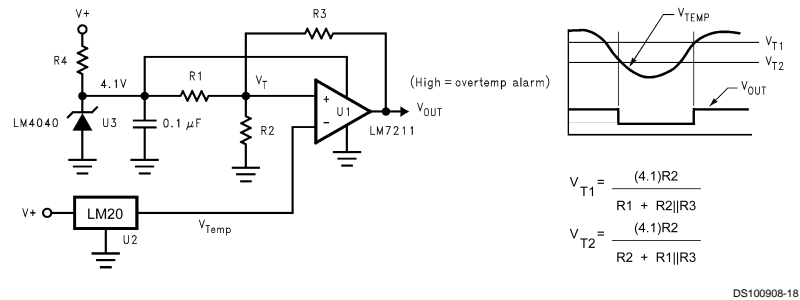 V+
R4
4.1V
R1
VT
R3
(High = overtemp alarm)
U1
VOUT
LM4040
U3
0.1 μF
R2
LM7211
+
−
V+
LM20
VTemp
U2
VTEMP
VT1
VT2
VOUT
VT1 = (4.1)R2
R1 + R2||R3
VT2 = (4.1)R2
R2 + R1||R3
DS100908-18